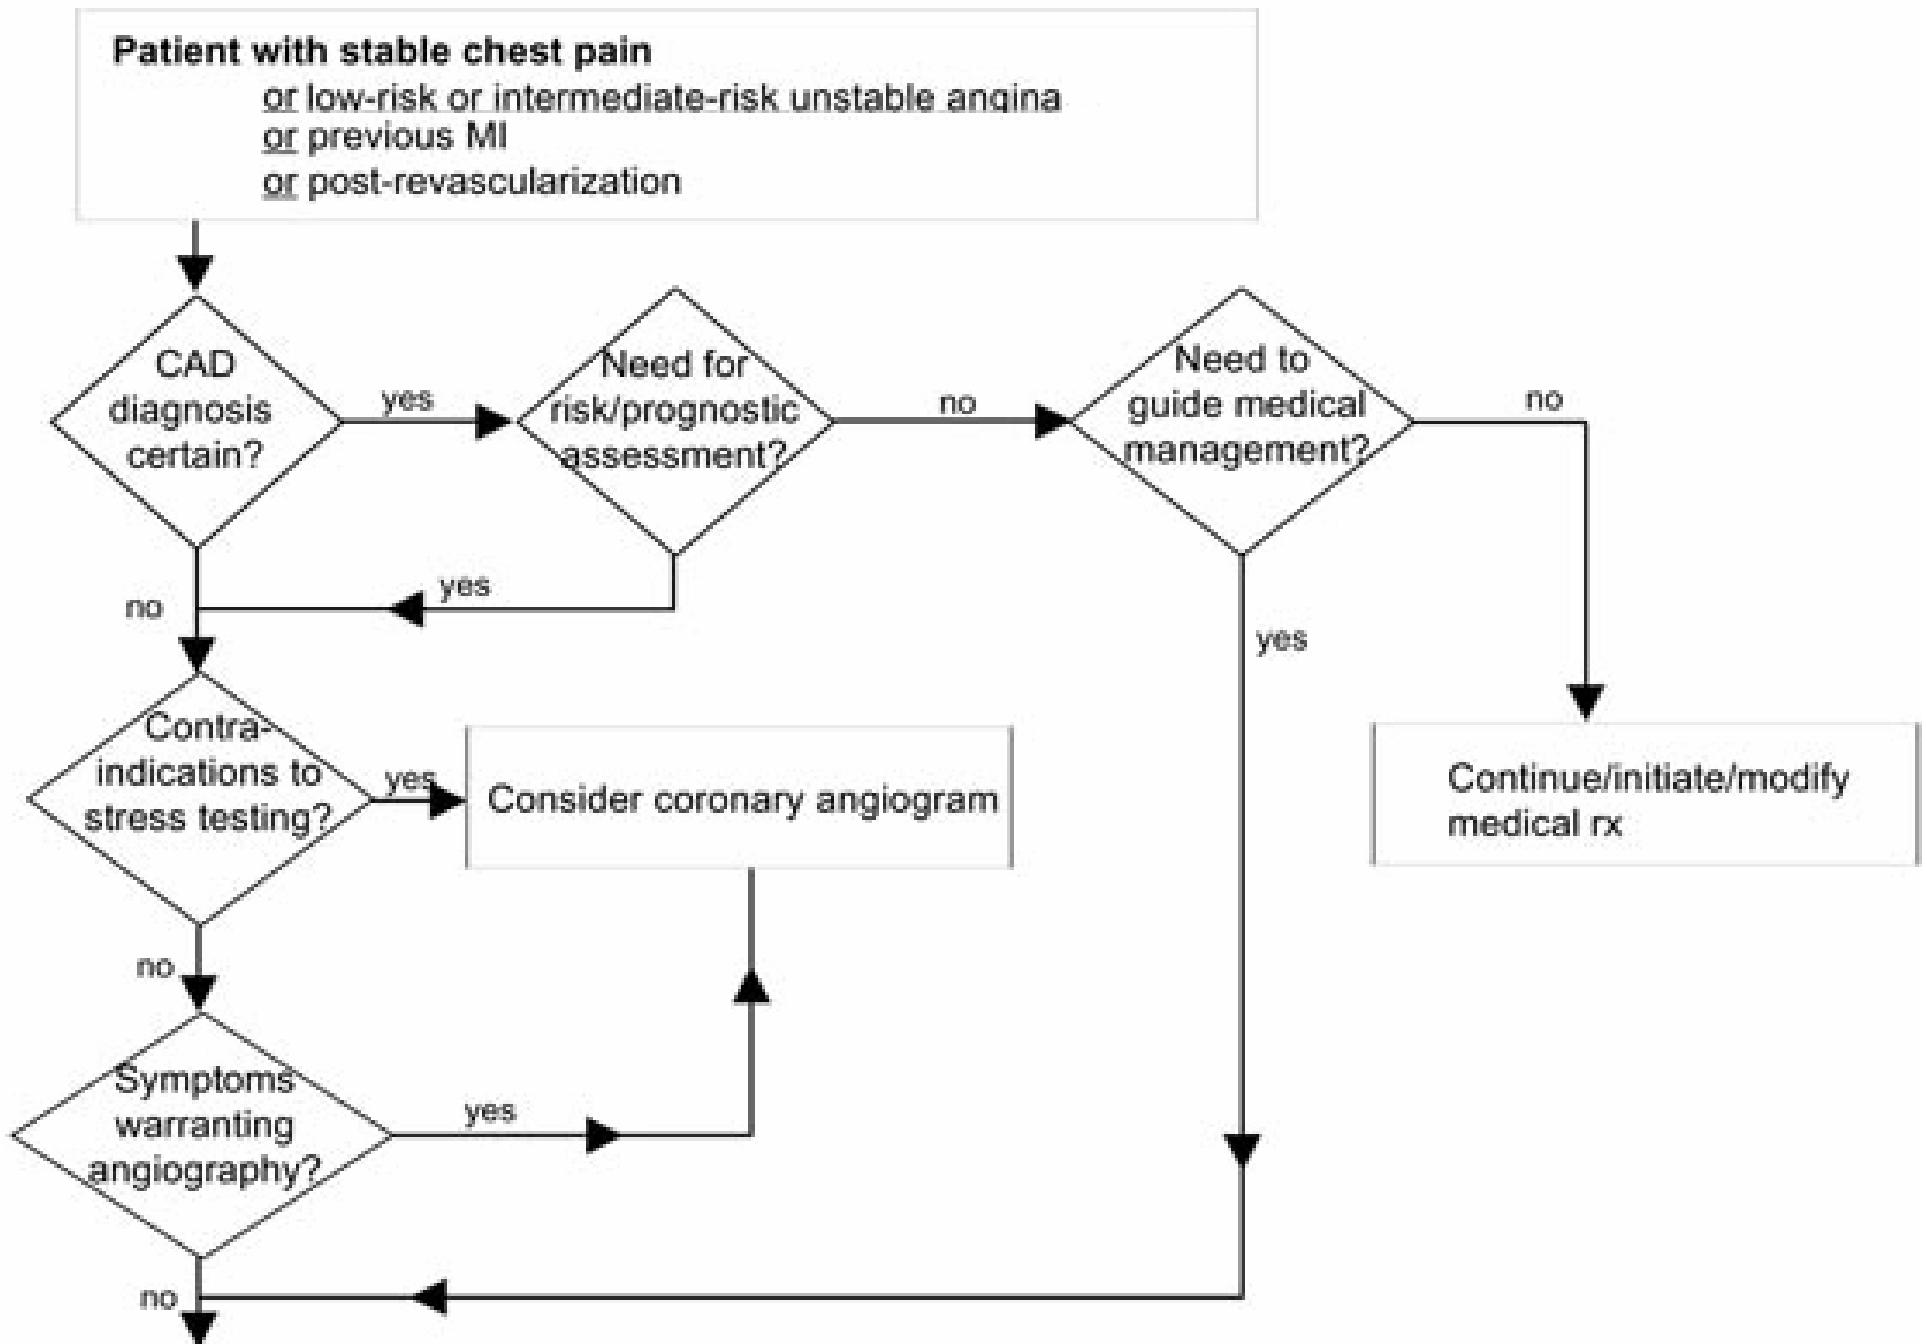 Patient with stable chest pain
or low-risk or intermediate-risk unstable angina
or previous MI
or post-revascularization
CAD
diagnosis
certain?
yes
Need for
risk/prognostic
assessment?
no
Need to
guide medical
management?
no
yes
no
yes
Contra-
indications to
stress testing?
yes
Consider coronary angiogram
Continue/initiate/modify
medical rx
no
Symptoms
warranting
angiography?
yes
no